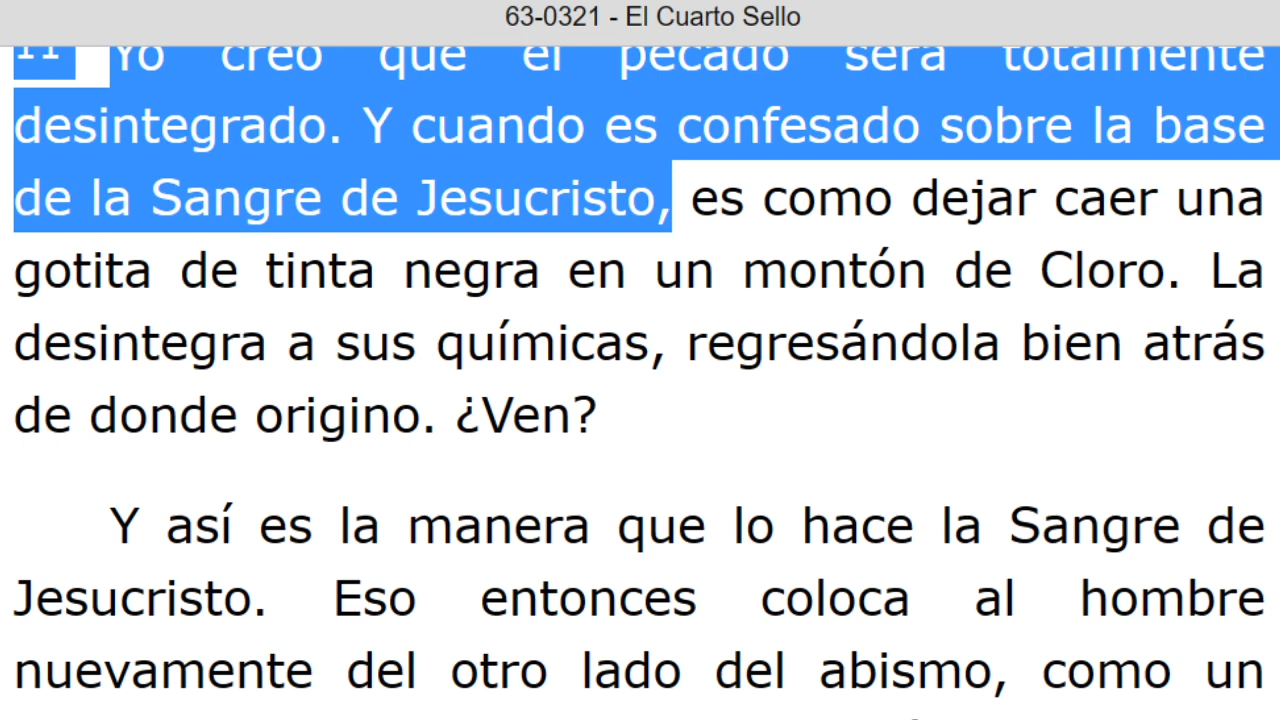 63-0321 - El Cuarto Sello
11 Yo creo que el pecado será totalmente
desintegrado. Y cuando es confesado sobre la base
de la Sangre de Jesucristo, es como dejar caer una
gotita de tinta negra en un montón de Cloro. La
desintegra a sus químicas, regresándola bien atrás
de donde origino. ¿Ven?
Y así es la manera que lo hace la Sangre de
Jesucristo. Eso entonces coloca al hombre
nuevamente del otro lado del abismo, como un